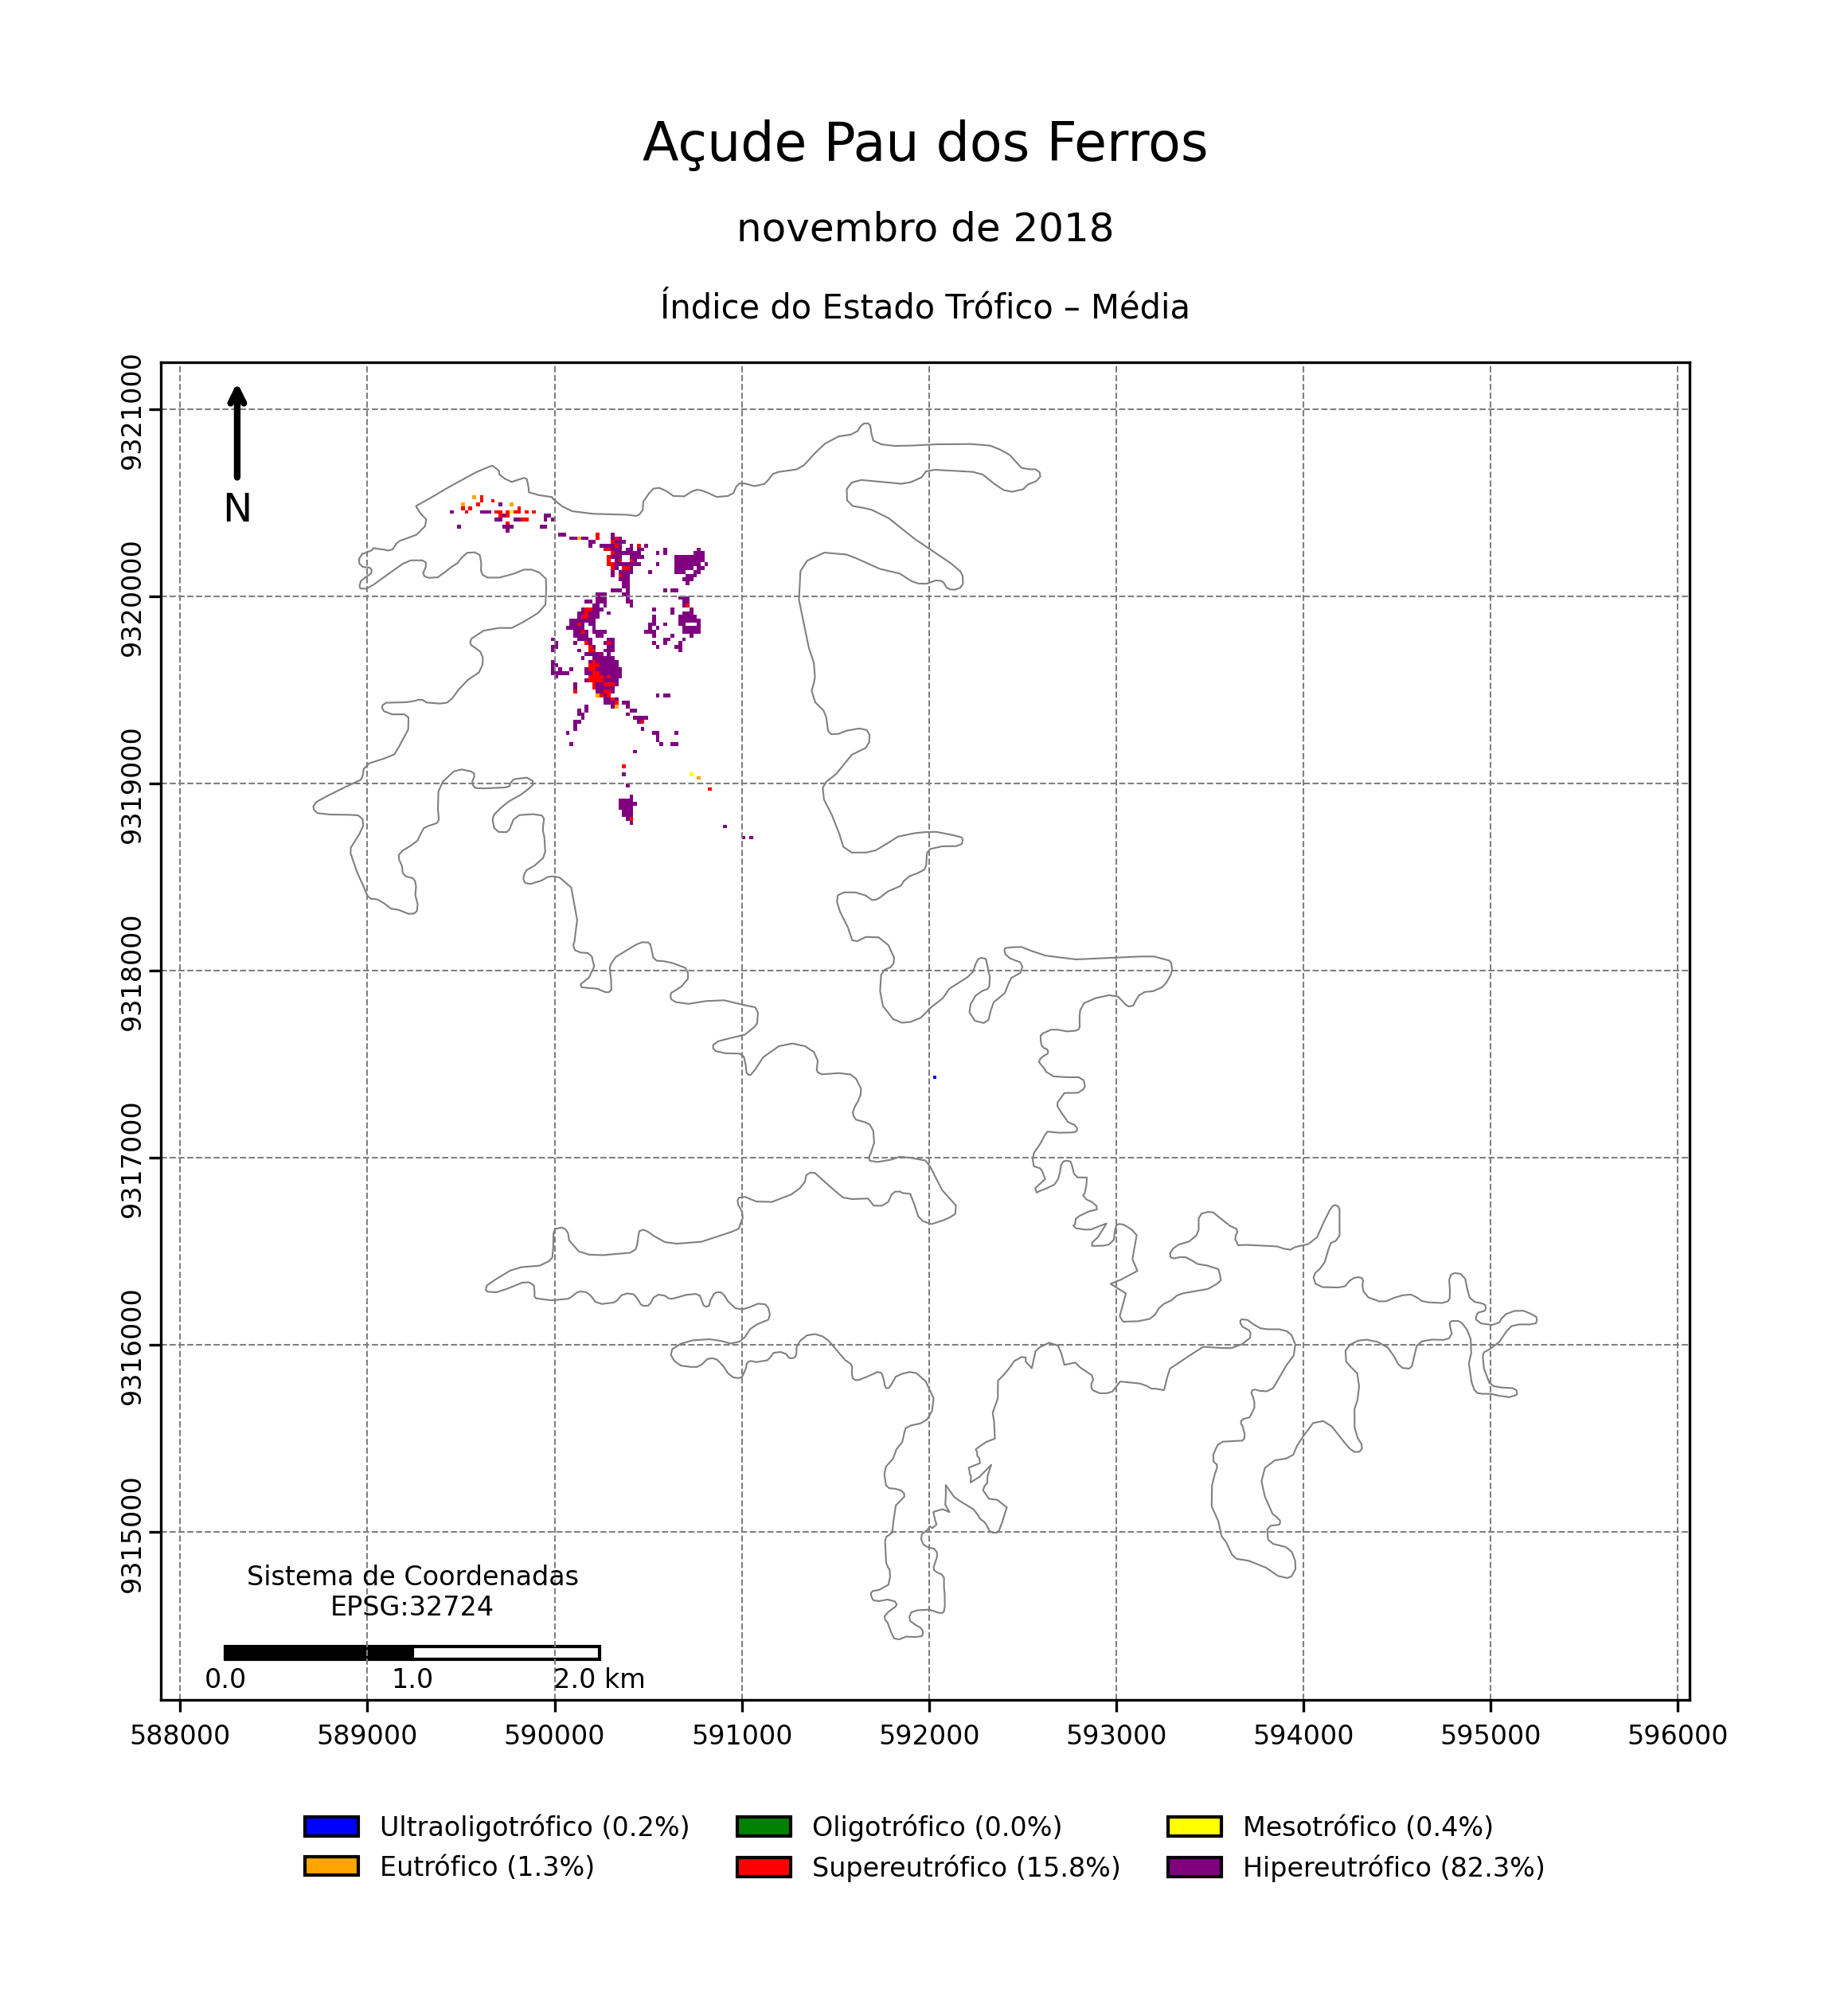 Açude Pau dos Ferros
novembro de 2018
Índice do Estado Trófico – Média
9321000
9320000
9319000
9318000
9317000
9316000
9315000
N
Sistema de Coordenadas
EPSG:32724
0.0 1.0 2.0 km
588000 589000 590000 591000 592000 593000 594000 595000 596000
Ultraoligotrófico (0.2%) Oligotrófico (0.0%) Mesotrófico (0.4%)
Eutrófico (1.3%) Supereutrófico (15.8%) Hipereutrófico (82.3%)